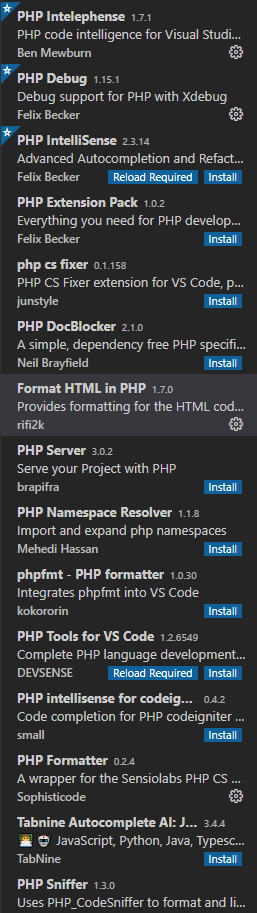 PHP Intelephense 1.7.1
PHP code intelligence for Visual Studi...
Ben Mewburn
PHP Debug 1.15.1
Debug support for PHP with Xdebug
Felix Becker
PHP IntelliSense 2.3.14
Advanced Autocompletion and Refact...
Felix Becker Reload Required Install
PHP Extension Pack 1.0.2
Everything you need for PHP develop...
Felix Becker Install
php cs fixer 0.1.158
PHP CS Fixer extension for VS Code, p...
junstyle Install
PHP DocBlocker 2.1.0
A simple, dependency free PHP specifi...
Neil Brayfield Install
Format HTML in PHP 1.7.0
Provides formatting for the HTML cod...
rifi2k
PHP Server 3.0.2
Serve your Project with PHP
brapifra Install
PHP Namespace Resolver 1.1.8
Import and expand php namespaces
Mehedi Hassan Install
phpfmt - PHP formatter 1.0.30
Integrates phpfmt into VS Code
kokororin Install
PHP Tools for VS Code 1.2.6549
Complete PHP language development...
DEVSENSE Reload Required Install
PHP intellisense for codeig... 0.4.2
Code completion for PHP codeigniter ...
small Install
PHP Formatter 0.2.4
A wrapper for the Sensiolabs PHP CS ...
Sophisticode
Tabnine Autocomplete AI: J... 3.4.4
JavaScript, Python, Java, Typesc...
TabNine Install
PHP Sniffer 1.3.0
Uses PHP_CodeSniffer to format and li...